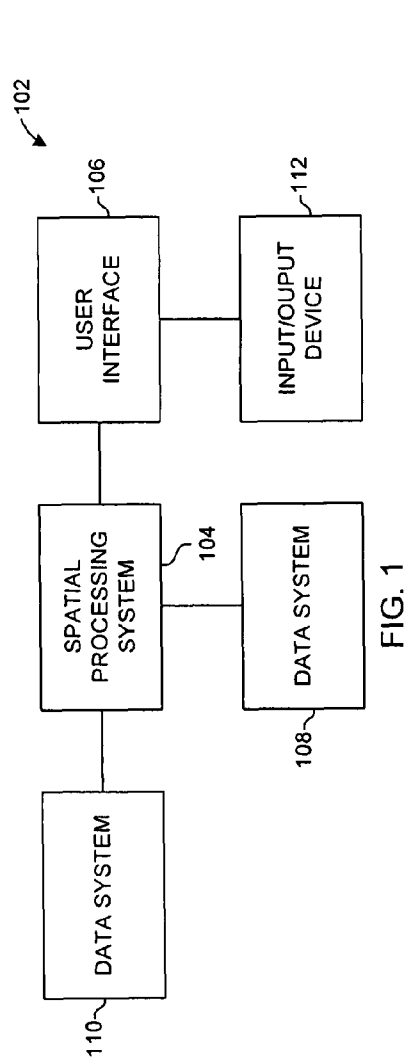 102
106
USER
INTERFACE
112
INPUT/OUPUT
DEVICE
SPATIAL
PROCESSING
SYSTEM
104
DATA SYSTEM
108
DATA SYSTEM
110
FIG. 1